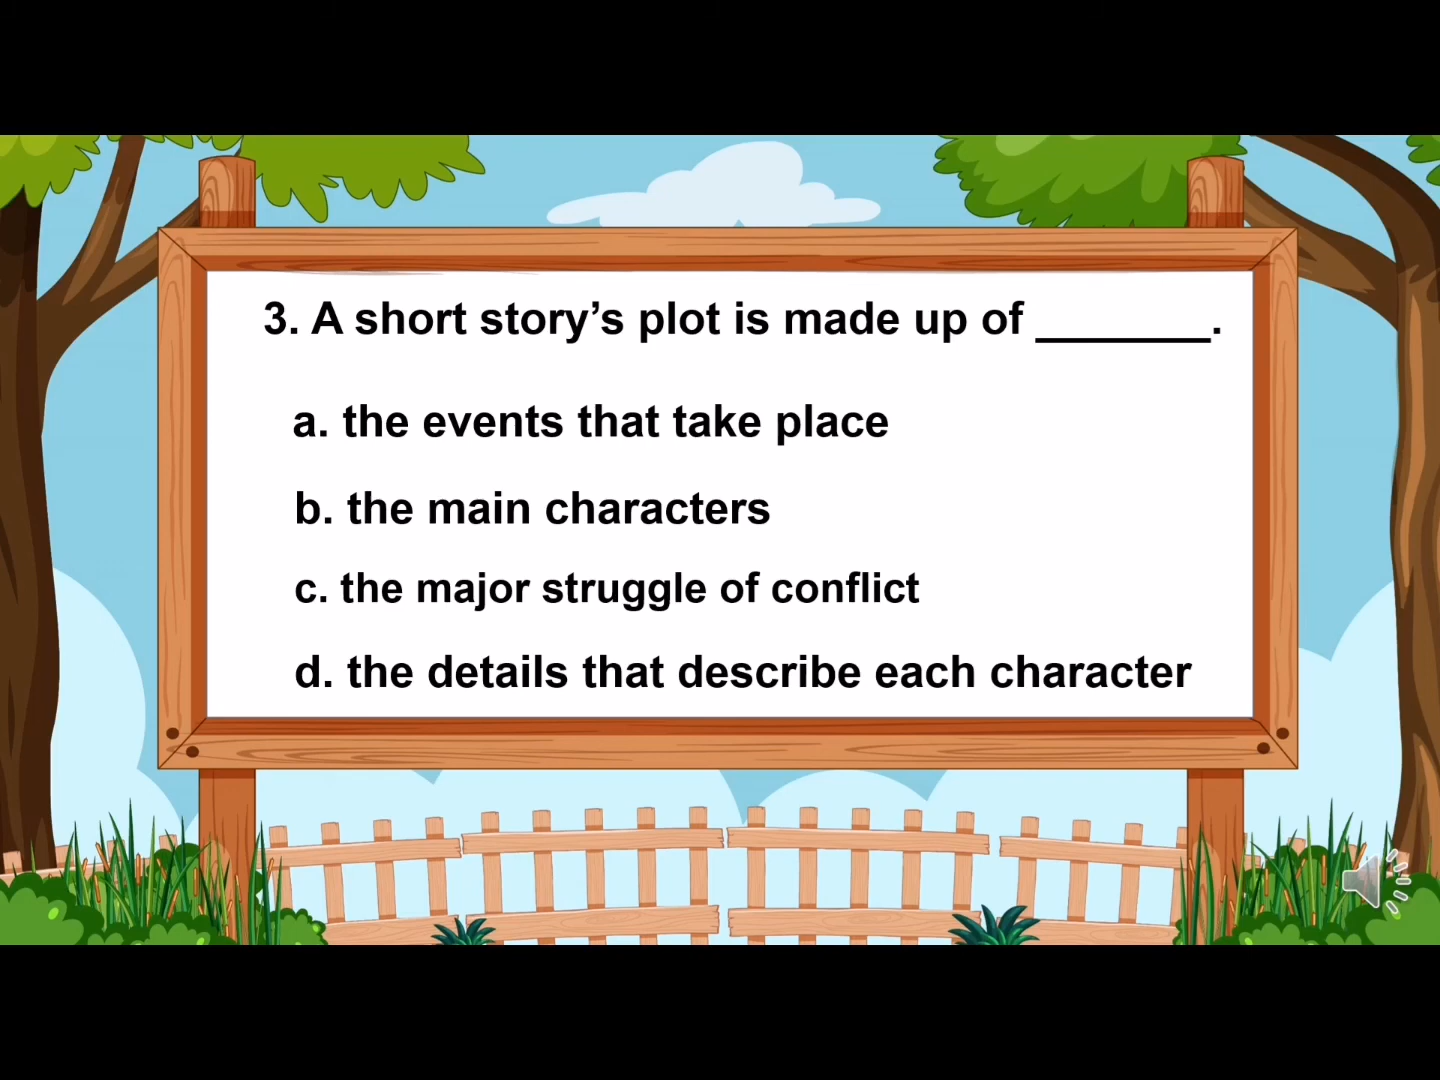 3. A short story’s plot is made up of _______.
a. the events that take place
b. the main characters
c. the major struggle of conflict
d. the details that describe each character